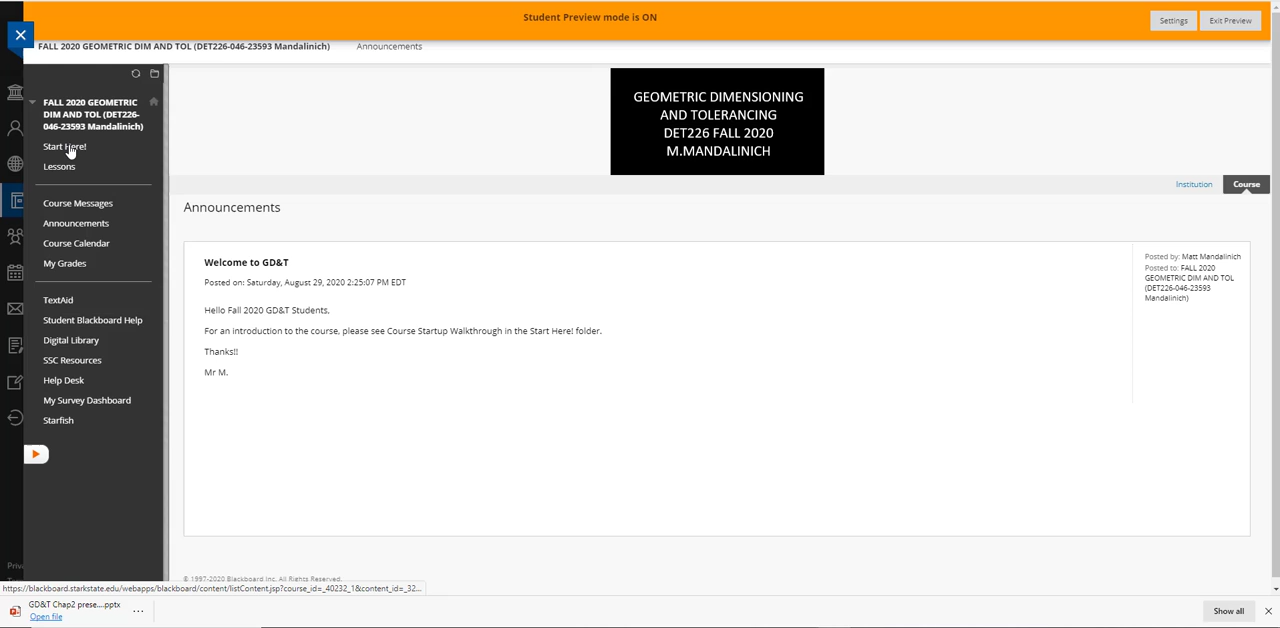 Student Preview mode is ON
Settings
Exit Preview
FALL 2020 GEOMETRIC DIM AND TOL (DET226-046-23593 Mandalinich)
Announcements
FALL 2020 GEOMETRIC
DIM AND TOL (DET226-
046-23593 Mandalinich)
Start Here!
Lessons
Course Messages
Announcements
Course Calendar
My Grades
TextAid
Student Blackboard Help
Digital Library
SSC Resources
Help Desk
My Survey Dashboard
Starfish
GEOMETRIC DIMENSIONING
AND TOLERANCING
DET226 FALL 2020
M.MANDALINICH
Institution
Course
Announcements
Welcome to GD&T
Posted on: Saturday, August 29, 2020 2:25:07 PM EDT
Hello Fall 2020 GD&T Students,
For an introduction to the course, please see Course Startup Walkthrough in the Start Here! folder.
Thanks!!
Mr M.
Posted by: Matt Mandalinich
Posted to: FALL 2020
GEOMETRIC DIM AND TOL
(DET226-046-23593
Mandalinich)
© 1997-2020 Blackboard Inc. All Rights Reserved.
https://blackboard.starkstate.edu/webapps/blackboard/content/listContent.jsp?course_id=_40232_1&content_id=_32...
GD&T Chap2 prese....pptx
Open file
Show all